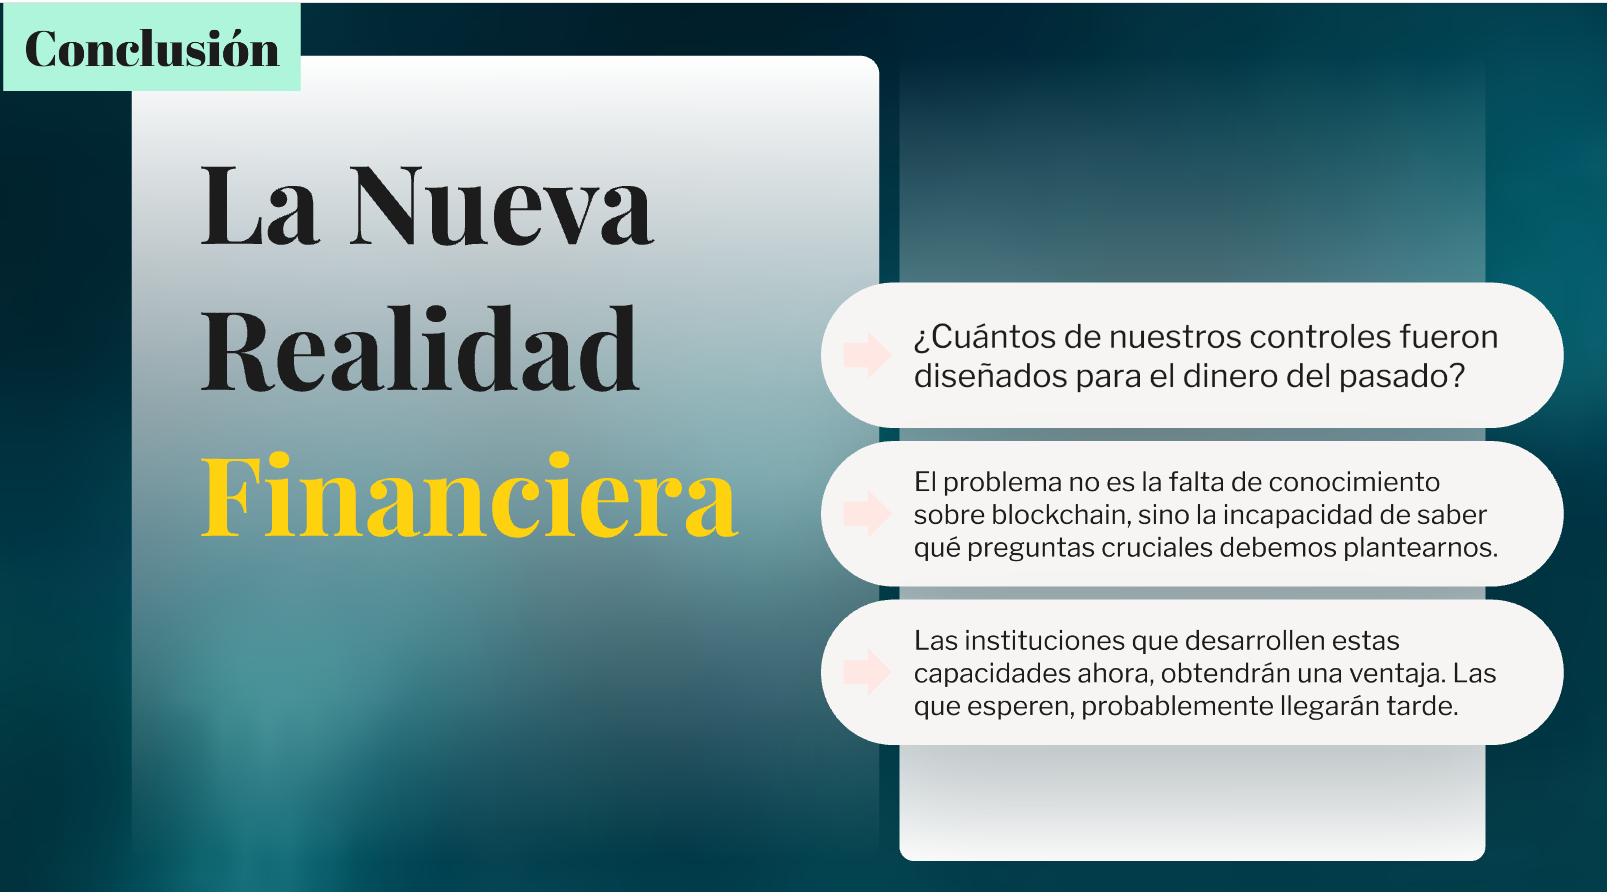 Conclusión
La Nueva
Realidad
Financiera
¿Cuántos de nuestros controles fueron
diseñados para el dinero del pasado?
El problema no es la falta de conocimiento
sobre blockchain, sino la incapacidad de saber
qué preguntas cruciales debemos plantearnos.
Las instituciones que desarrollen estas
capacidades ahora, obtendrán una ventaja. Las
que esperen, probablemente llegarán tarde.